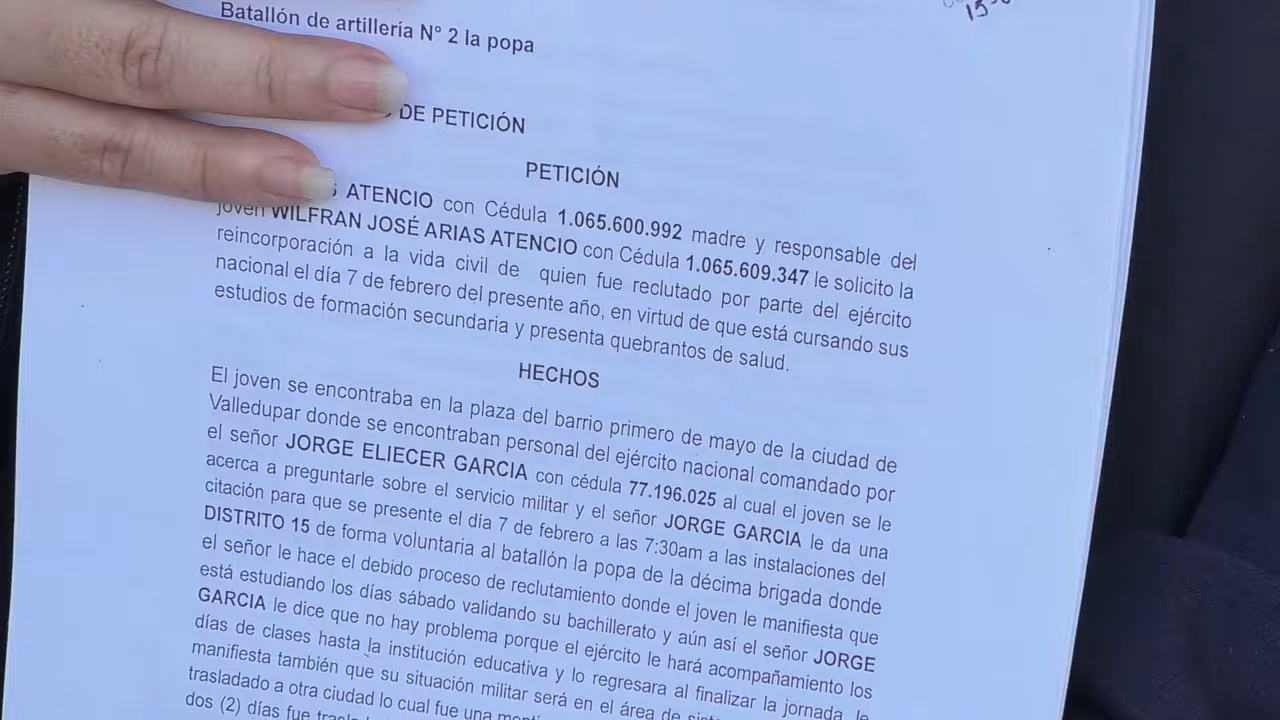 15-
Batallón de artillería N° 2 la popa
DE PETICIÓN
PETICIÓN
ATENCIO con Cédula 1.065.600.992 madre y responsable del
joven WILFRAN JOSÉ ARIAS ATENCIO con Cédula 1.065.609.347 le solicito la
reincorporación a la vida civil de quien fue reclutado por parte del ejército
nacional el día 7 de febrero del presente año, en virtud de que está cursando sus
estudios de formación secundaria y presenta quebrantos de salud.
HECHOS
El joven se encontraba en la plaza del barrio primero de mayo de la ciudad de
Valledupar donde se encontraban personal del ejército nacional comandado por
el señor JORGE ELIECER GARCIA con cédula 77.196.025 al cual el joven se le
acerca a preguntarle sobre el servicio militar y el señor JORGE GARCIA le da una
citación para que se presente el día 7 de febrero a las 7:30am a las instalaciones del
DISTRITO 15 de forma voluntaria al batallón la popa de la décima brigada donde
el señor le hace el debido proceso de reclutamiento donde el joven le manifiesta que
está estudiando los días sábado validando su bachillerato y aún así el señor JORGE
GARCIA le dice que no hay problema porque el ejército le hará acompañamiento los
días de clases hasta la institución educativa y lo regresara al finalizar la jornada, le
manifiesta también que su situación militar será en el área de
trasladado a otra ciudad lo cual fue una
dos (2) días fue